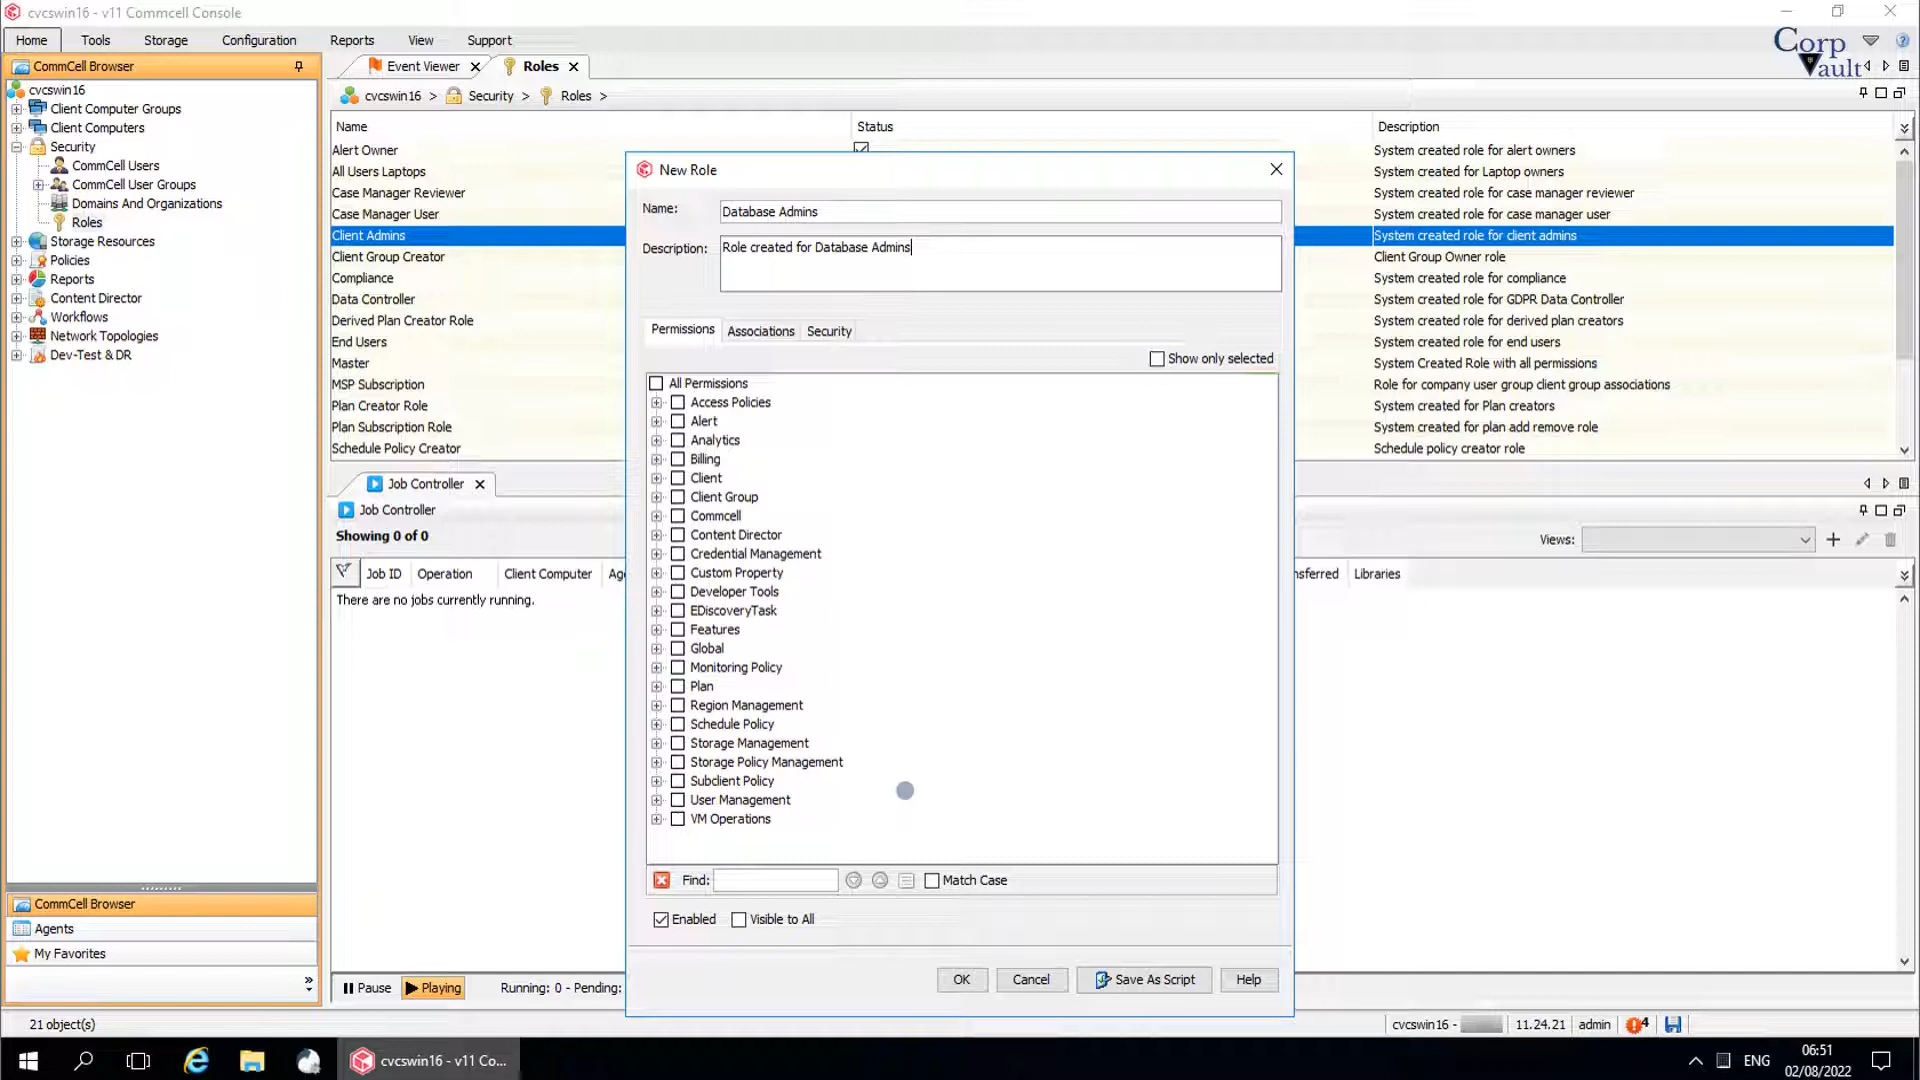 cvcswin16 - v11 Commcell Console
Home Tools Storage Configuration Reports View Support
Corp Vault
CommCell Browser
cvcswin16
Client Computer Groups
Client Computers
Security
CommCell Users
CommCell User Groups
Domains And Organizations
Roles
Storage Resources
Policies
Reports
Content Director
Workflows
Network Topologies
Dev-Test & DR
CommCell Browser
Agents
My Favorites
Event Viewer Roles
cvcswin16 > Security > Roles >
Name Status Description
Alert Owner System created role for alert owners
All Users Laptops System created role for Laptop owners
Case Manager Reviewer System created role for case manager reviewer
Case Manager User System created role for case manager user
Client Admins System created role for client admins
Client Group Creator Client Group Owner role
Compliance System created role for compliance
Data Controller System created role for GDPR Data Controller
Derived Plan Creator Role System created role for derived plan creators
End Users System created role for end users
Master System Created Role with all permissions
MSP Subscription Role for company user group client group associations
Plan Creator Role System created for Plan creators
Plan Subscription Role System created for plan add remove role
Schedule Policy Creator Schedule policy creator role
Job Controller
Job Controller
Showing 0 of 0 Views:
Job ID Operation Client Computer Age nsferred Libraries
There are no jobs currently running.
Pause Playing Running: 0 - Pending:
New Role
Name: Database Admins
Description: Role created for Database Admins
Permissions Associations Security
Show only selected
All Permissions
Access Policies
Alert
Analytics
Billing
Client
Client Group
Commcell
Content Director
Credential Management
Custom Property
Developer Tools
EDiscoveryTask
Features
Global
Monitoring Policy
Plan
Region Management
Schedule Policy
Storage Management
Storage Policy Management
Subclient Policy
User Management
VM Operations
Find: Match Case
Enabled Visible to All
OK Cancel Save As Script Help
21 object(s) cvcswin16 - 11.24.21 admin 4
cvcswin16 - v11 Co... ENG 06:51
02/08/2022